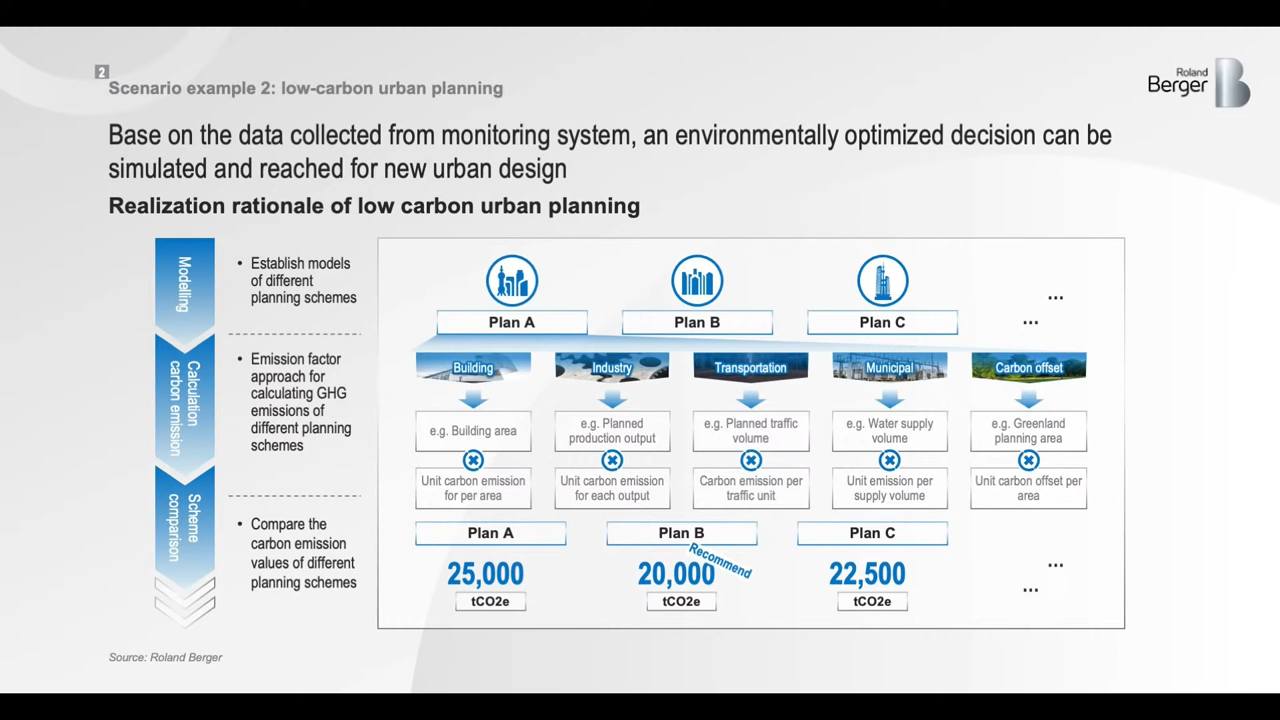 2
Scenario example 2: low-carbon urban planning
Roland
Berger
Base on the data collected from monitoring system, an environmentally optimized decision can be
simulated and reached for new urban design
Realization rationale of low carbon urban planning
Modelling
• Establish models
of different
planning schemes
Calculation
carbon emission
• Emission factor
approach for
calculating GHG
emissions of
different planning
schemes
Scheme
comparison
• Compare the
carbon emission
values of different
planning schemes
Plan A
Plan B
Plan C
...
...
Building
Industry
Transportation
Municipal
Carbon offset
e.g. Building area
e.g. Planned
production output
e.g. Planned traffic
volume
e.g. Water supply
volume
e.g. Greenland
planning area
Unit carbon emission
for per area
Unit carbon emission
for each output
Carbon emission per
traffic unit
Unit emission per
supply volume
Unit carbon offset per
area
Plan A
Plan B
Plan C
Recommend
25,000
20,000
22,500
...
...
tCO2e
tCO2e
tCO2e
Source: Roland Berger